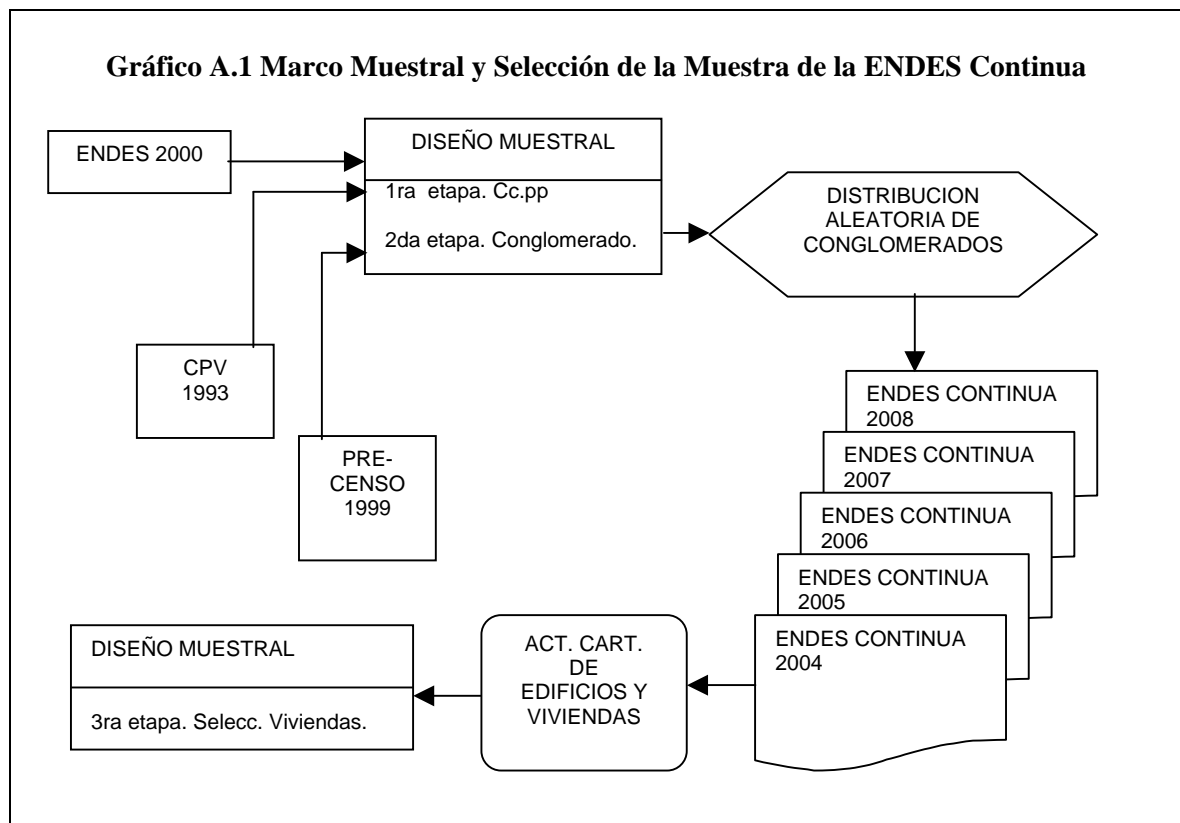 Gráfico A.1 Marco Muestral y Selección de la Muestra de la ENDES Continua
ENDES 2000
DISEÑO MUESTRAL
1ra etapa. Cc.pp
2da etapa. Conglomerado.
DISTRIBUCION
ALEATORIA DE
CONGLOMERADOS
CPV
1993
PRE-
CENSO
1999
ENDES CONTINUA
2008
ENDES CONTINUA
2007
ENDES CONTINUA
2006
ENDES CONTINUA
2005
ENDES CONTINUA
2004
ACT. CART.
DE
EDIFICIOS Y
VIVIENDAS
DISEÑO MUESTRAL
3ra etapa. Selecc. Viviendas.